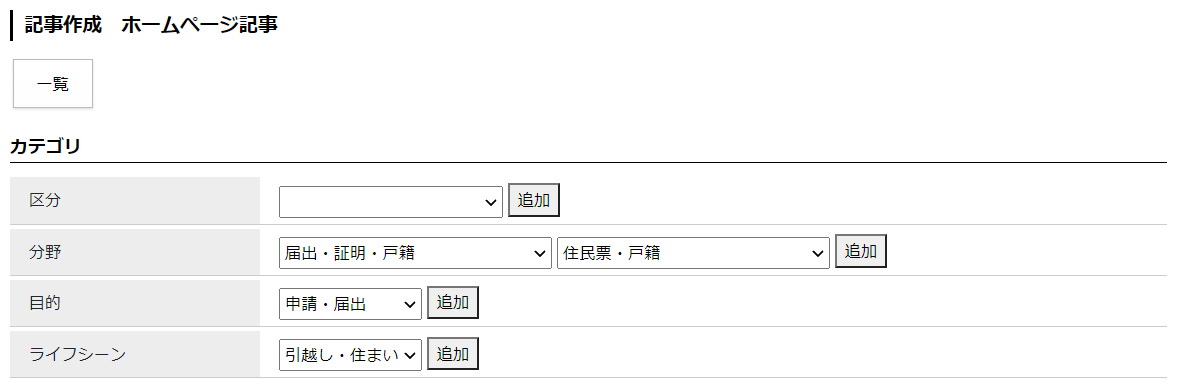 記事作成　ホームページ記事
一覧
カテゴリ
区分 追加
分野 届出・証明・戸籍 住民票・戸籍 追加
目的 申請・届出 追加
ライフシーン 引越し・住まい 追加